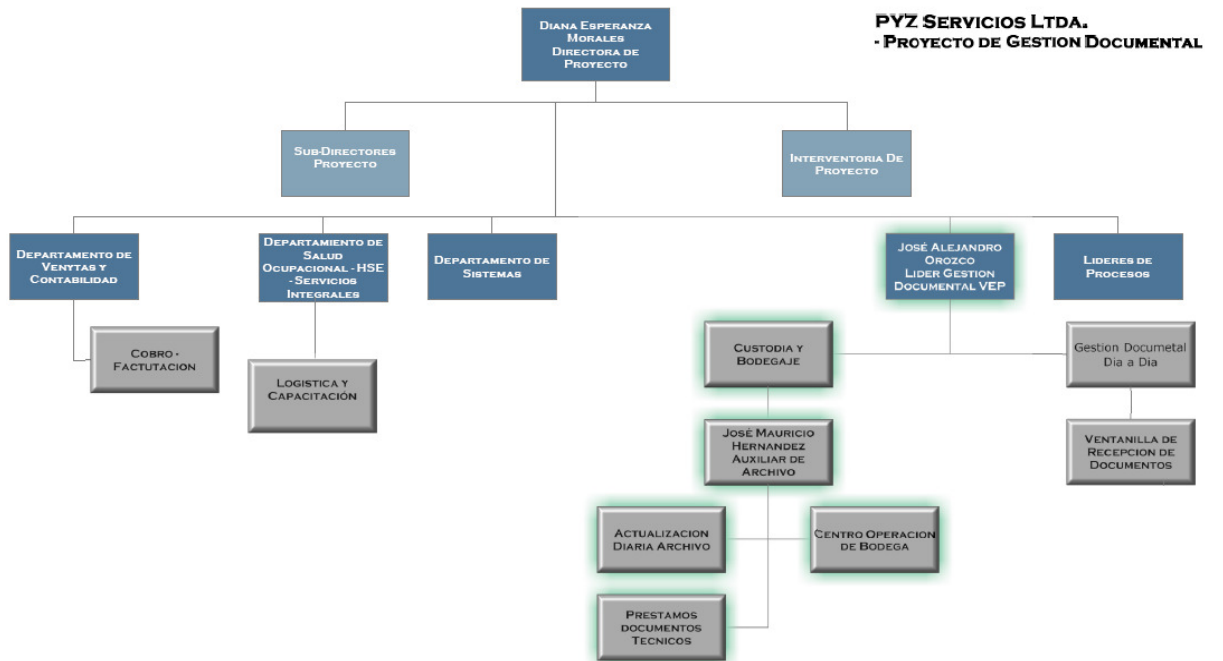 PYZ SERVICIOS LTDA.
- PROYECTO DE GESTION DOCUMENTAL
DIANA ESPERANZA
MORALES
DIRECTORA DE
PROYECTO
SUB-DIRECTORES
PROYECTO
INTERVENTORIA DE
PROYECTO
DEPARTAMENTO DE
VENYTAS Y
CONTABILIDAD
DEPARTAMIENTO DE
SALUD
OCUPACIONAL - HSE
- SERVICIOS
INTEGRALES
DEPARTAMENTO DE
SISTEMAS
JOSÉ ALEJANDRO
OROZCO
LIDER GESTION
DOCUMENTAL VEP
LIDERES DE
PROCESOS
COBRO -
FACTUTACION
LOGISTICA Y
CAPACITACIÓN
CUSTODIA Y
BODEGAJE
Gestion Documetal
Dia a Dia
JOSÉ MAURICIO
HERNANDEZ
AUXILIAR DE
ARCHIVO
VENTANILLA DE
RECEPCION DE
DOCUMENTOS
ACTUALIZACION
DIARIA ARCHIVO
CENTRO OPERACION
DE BODEGA
PRESTAMOS
DOCUMENTOS
TECNICOS